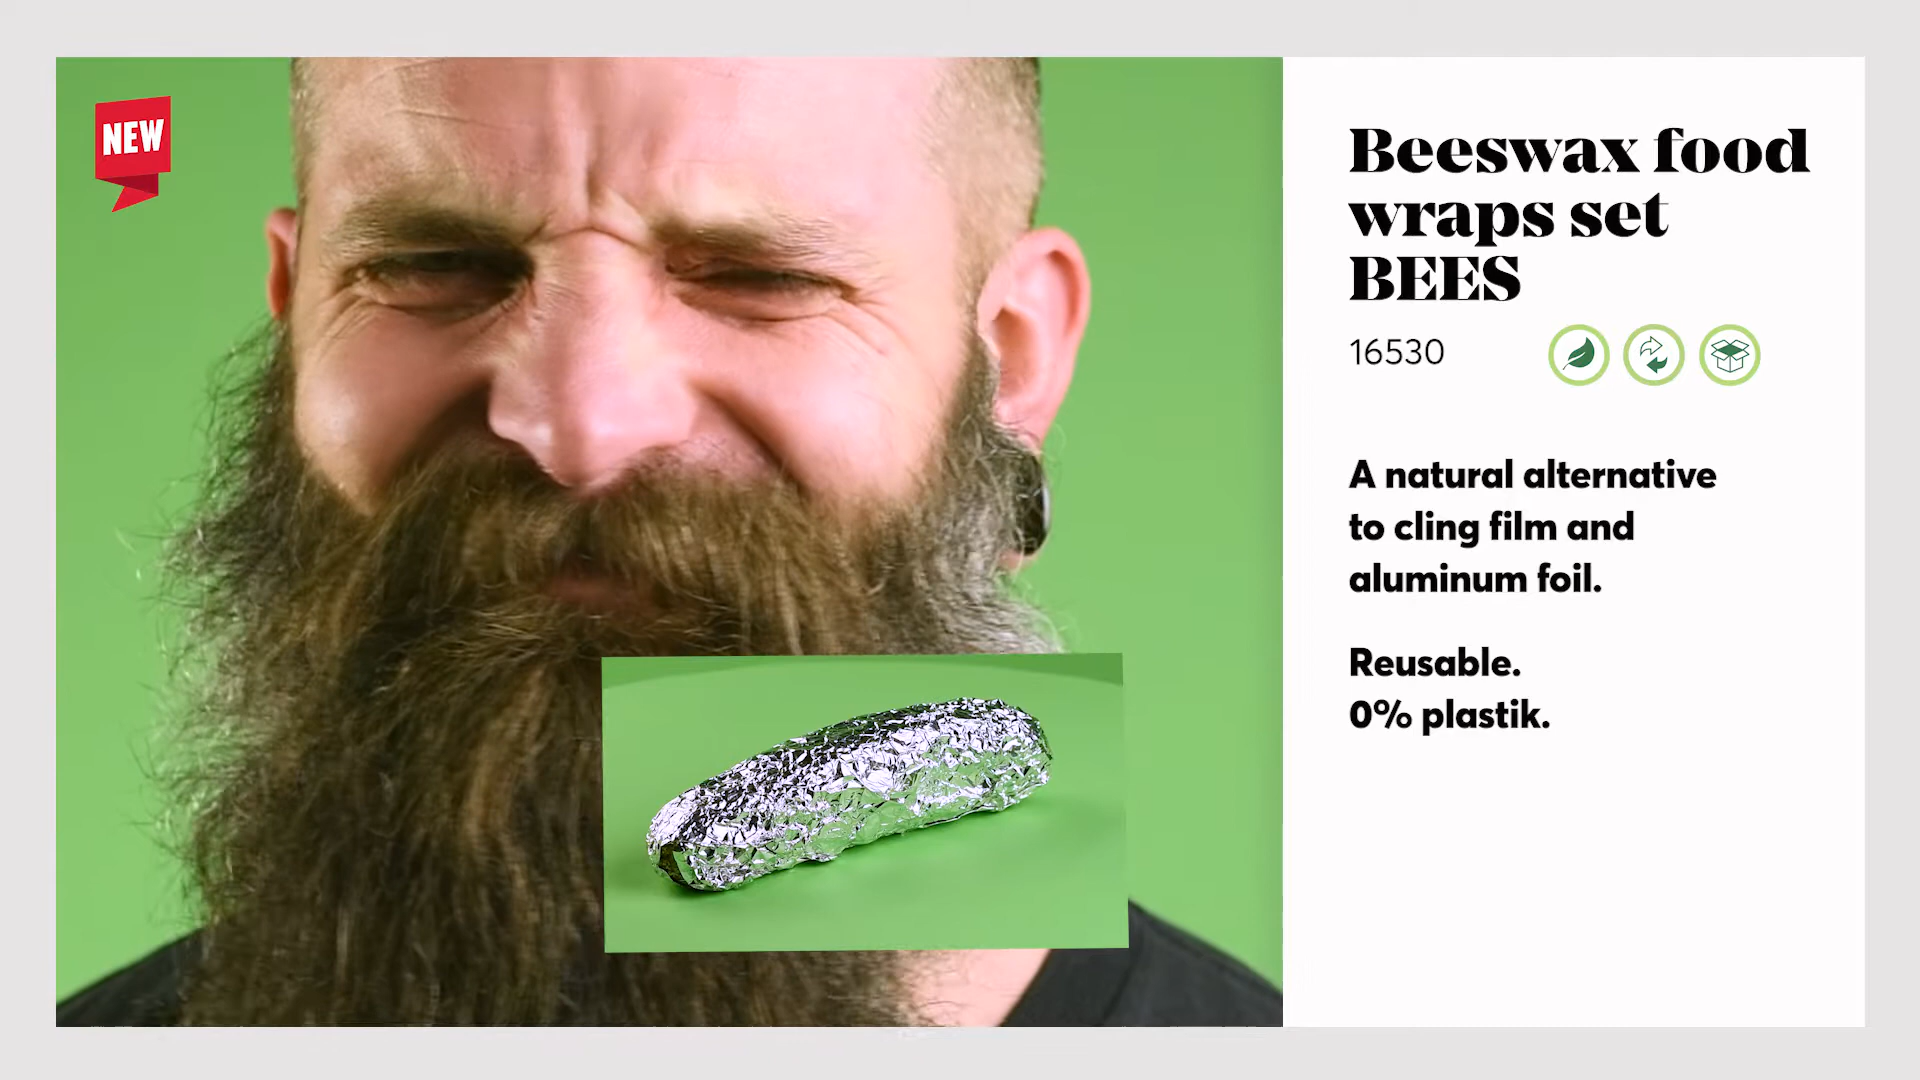 NEW
Beeswax food
wraps set
BEES
16530
A natural alternative
to cling film and
aluminum foil.
Reusable.
0% plastik.